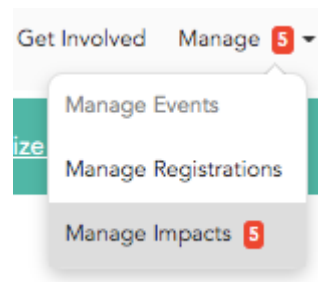 Get Involved Manage 5
Manage Events
ize
Manage Registrations
Manage Impacts 5